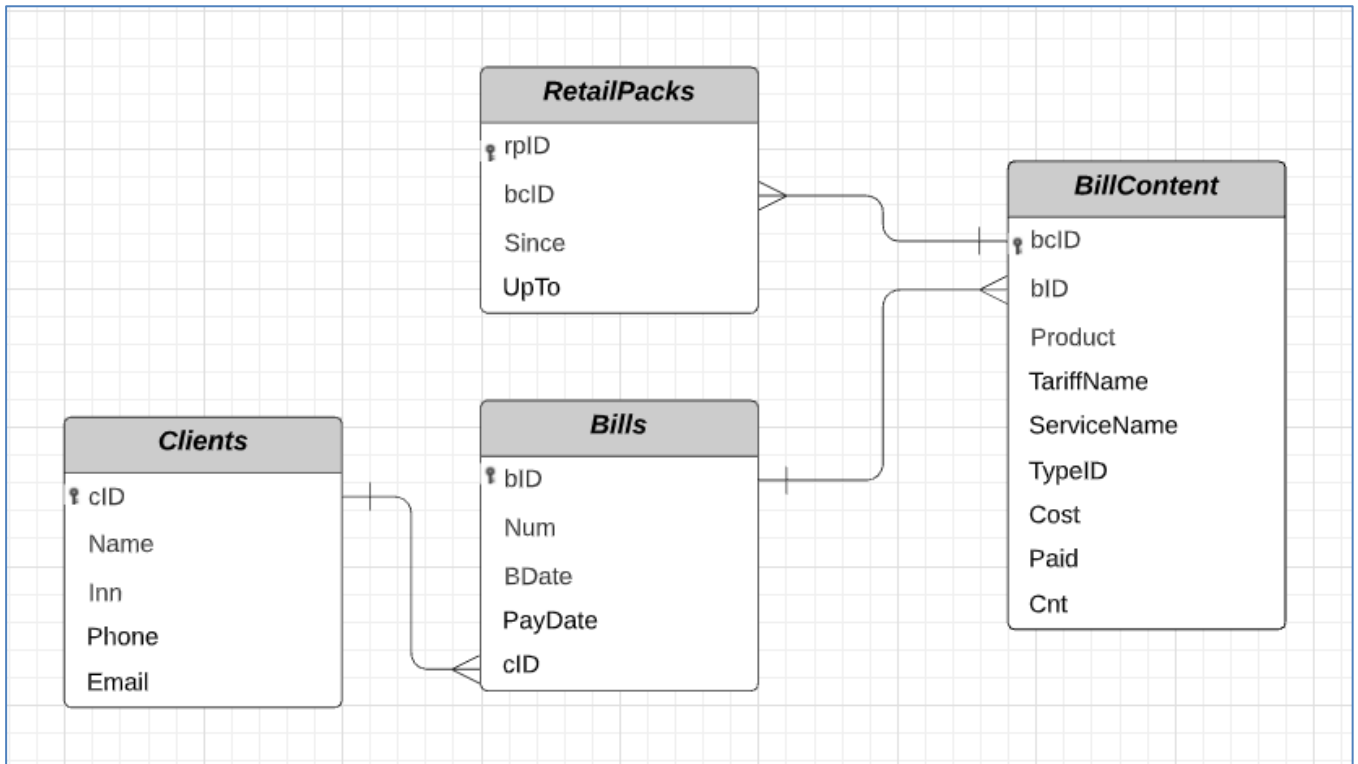 RetailPacks
rpID
bcID
Since
UpTo
BillContent
bcID
bID
Product
TariffName
ServiceName
TypeID
Cost
Paid
Cnt
Clients
cID
Name
Inn
Phone
Email
Bills
bID
Num
BDate
PayDate
cID